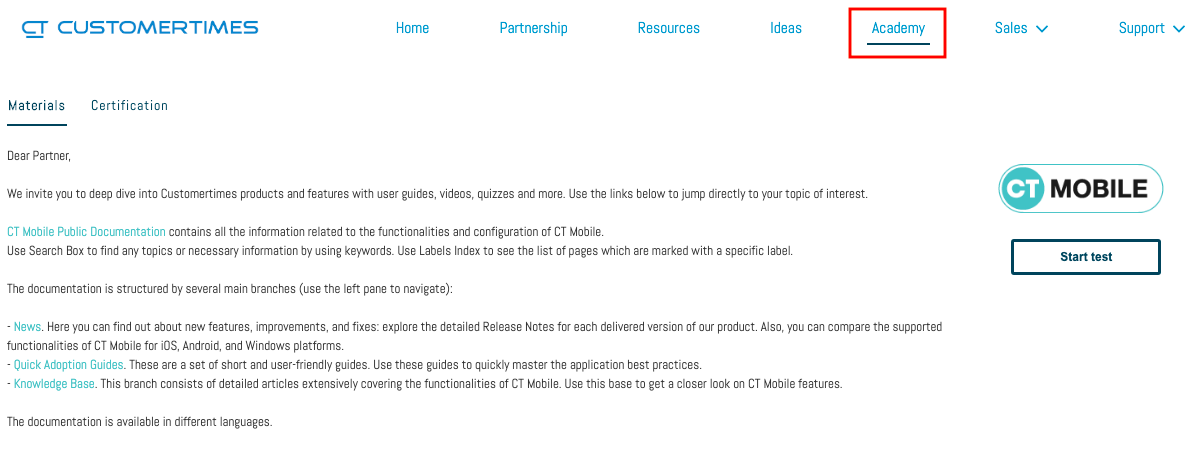 CT CUSTOMERTIMES
Home
Partnership
Resources
Ideas
Academy
Sales
Support
Materials
Certification
Dear Partner,
We invite you to deep dive into Customertimes products and features with user guides, videos, quizzes and more. Use the links below to jump directly to your topic of interest.
CT Mobile Public Documentation contains all the information related to the functionalities and configuration of CT Mobile.
Use Search Box to find any topics or necessary information by using keywords. Use Labels Index to see the list of pages which are marked with a specific label.
The documentation is structured by several main branches (use the left pane to navigate):
- News. Here you can find out about new features, improvements, and fixes: explore the detailed Release Notes for each delivered version of our product. Also, you can compare the supported
functionalities of CT Mobile for iOS, Android, and Windows platforms.
- Quick Adoption Guides. These are a set of short and user-friendly guides. Use these guides to quickly master the application best practices.
- Knowledge Base. This branch consists of detailed articles extensively covering the functionalities of CT Mobile. Use this base to get a closer look on CT Mobile features.
The documentation is available in different languages.
CT MOBILE
Start test